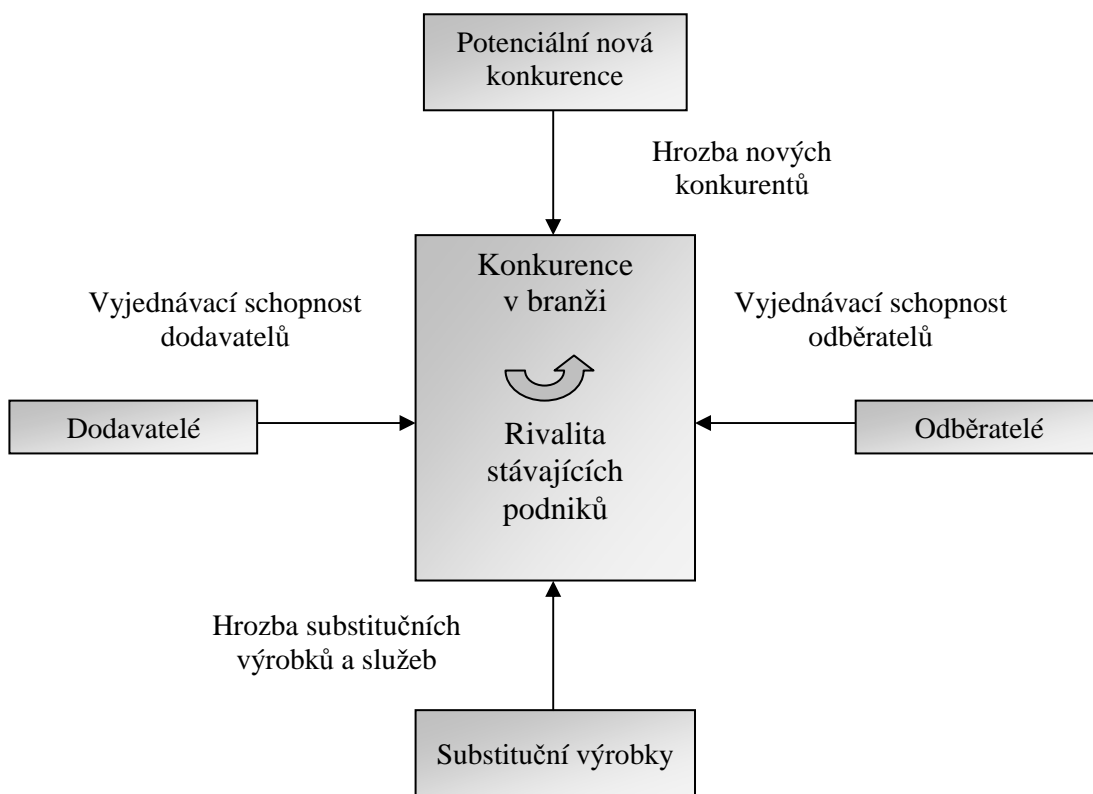 Potenciální nová
konkurence
Hrozba nových
konkurentů
Konkurence
v branži
Vyjednávací schopnost
dodavatelů
Vyjednávací schopnost
odběratelů
Dodavatelé
Rivalita
stávajících
podniků
Odběratelé
Hrozba substitučních
výrobků a služeb
Substituční výrobky